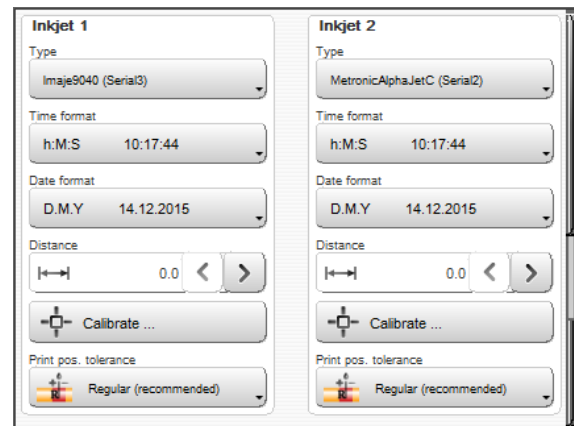 Inkjet 1
Type
Imaje9040 (Serial3)
Time format
h:M:S 10:17:44
Date format
D.M.Y 14.12.2015
Distance
0.0
Calibrate ...
Print pos. tolerance
R Regular (recommended)
Inkjet 2
Type
MetronicAlphaJetC (Serial2)
Time format
h:M:S 10:17:44
Date format
D.M.Y 14.12.2015
Distance
0.0
Calibrate ...
Print pos. tolerance
R Regular (recommended)